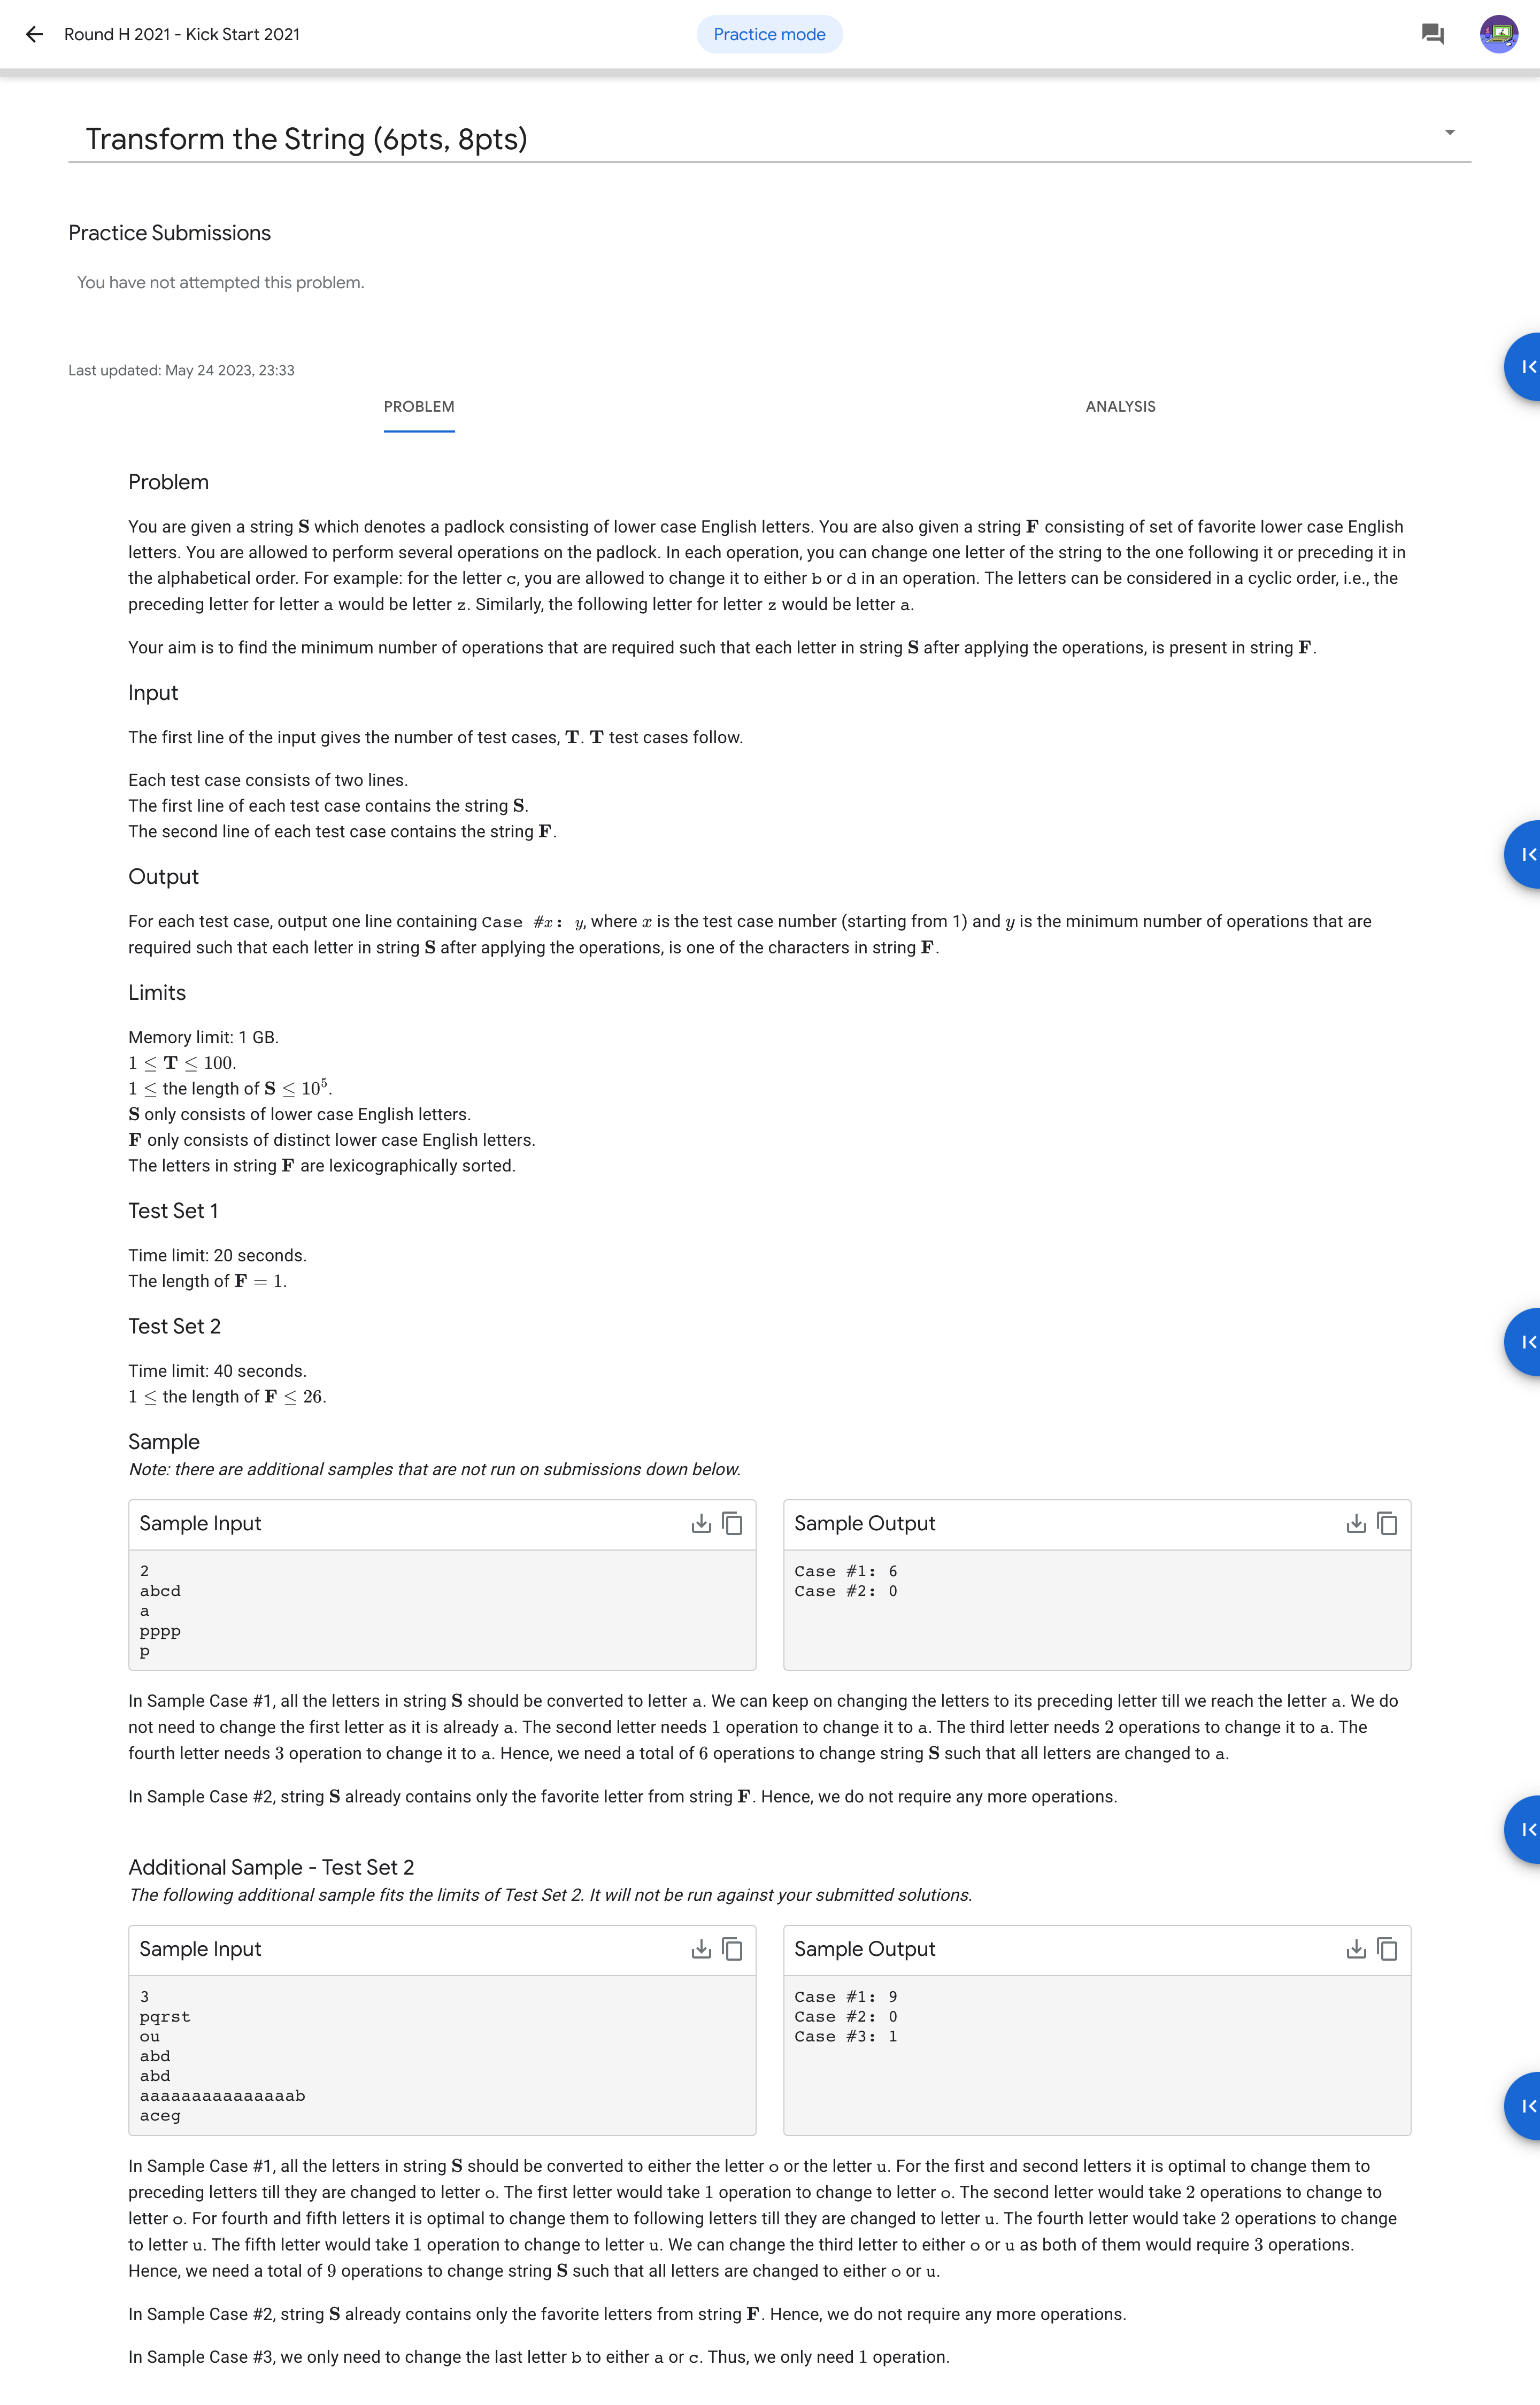 Round H 2021 - Kick Start 2021
Practice mode
Transform the String (6pts, 8pts)
Practice Submissions
You have not attempted this problem.
Last updated: May 24 2023, 23:33
PROBLEM
ANALYSIS
Problem
You are given a string S which denotes a padlock consisting of lower case English letters. You are also given a string F consisting of set of favorite lower case English
letters. You are allowed to perform several operations on the padlock. In each operation, you can change one letter of the string to the one following it or preceding it in
the alphabetical order. For example: for the letter c, you are allowed to change it to either b or d in an operation. The letters can be considered in a cyclic order, i.e., the
preceding letter for letter a would be letter z. Similarly, the following letter for letter z would be letter a.
Your aim is to find the minimum number of operations that are required such that each letter in string S after applying the operations, is present in string F.
Input
The first line of the input gives the number of test cases, T. T test cases follow.
Each test case consists of two lines.
The first line of each test case contains the string S.
The second line of each test case contains the string F.
Output
For each test case, output one line containing Case #x: y, where x is the test case number (starting from 1) and y is the minimum number of operations that are
required such that each letter in string S after applying the operations, is one of the characters in string F.
Limits
Memory limit: 1 GB.
1 ≤ T ≤ 100.
1 ≤ the length of S ≤ 10⁵.
S only consists of lower case English letters.
F only consists of distinct lower case English letters.
The letters in string F are lexicographically sorted.
Test Set 1
Time limit: 20 seconds.
The length of F = 1.
Test Set 2
Time limit: 40 seconds.
1 ≤ the length of F ≤ 26.
Sample
Note: there are additional samples that are not run on submissions down below.
Sample Input
2
abcd
a
pppp
p
Sample Output
Case #1: 6
Case #2: 0
In Sample Case #1, all the letters in string S should be converted to letter a. We can keep on changing the letters to its preceding letter till we reach the letter a. We do
not need to change the first letter as it is already a. The second letter needs 1 operation to change it to a. The third letter needs 2 operations to change it to a. The
fourth letter needs 3 operation to change it to a. Hence, we need a total of 6 operations to change string S such that all letters are changed to a.
In Sample Case #2, string S already contains only the favorite letter from string F. Hence, we do not require any more operations.
Additional Sample - Test Set 2
The following additional sample fits the limits of Test Set 2. It will not be run against your submitted solutions.
Sample Input
3
pqrst
ou
abd
abd
aaaaaaaaaaaaaaab
aceg
Sample Output
Case #1: 9
Case #2: 0
Case #3: 1
In Sample Case #1, all the letters in string S should be converted to either the letter o or the letter u. For the first and second letters it is optimal to change them to
preceding letters till they are changed to letter o. The first letter would take 1 operation to change to letter o. The second letter would take 2 operations to change to
letter o. For fourth and fifth letters it is optimal to change them to following letters till they are changed to letter u. The fourth letter would take 2 operations to change
to letter u. The fifth letter would take 1 operation to change to letter u. We can change the third letter to either o or u as both of them would require 3 operations.
Hence, we need a total of 9 operations to change string S such that all letters are changed to either o or u.
In Sample Case #2, string S already contains only the favorite letters from string F. Hence, we do not require any more operations.
In Sample Case #3, we only need to change the last letter b to either a or c. Thus, we only need 1 operation.